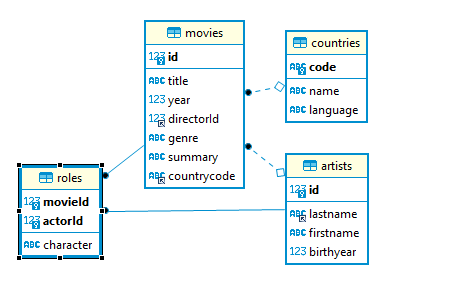 movies
123 id
ABC title
123 year
123 directorId
ABC genre
ABC summary
ABC countrycode
countries
ABC code
ABC name
ABC language
roles
123 movieId
123 actorId
ABC character
artists
123 id
ABC lastname
ABC firstname
123 birthyear